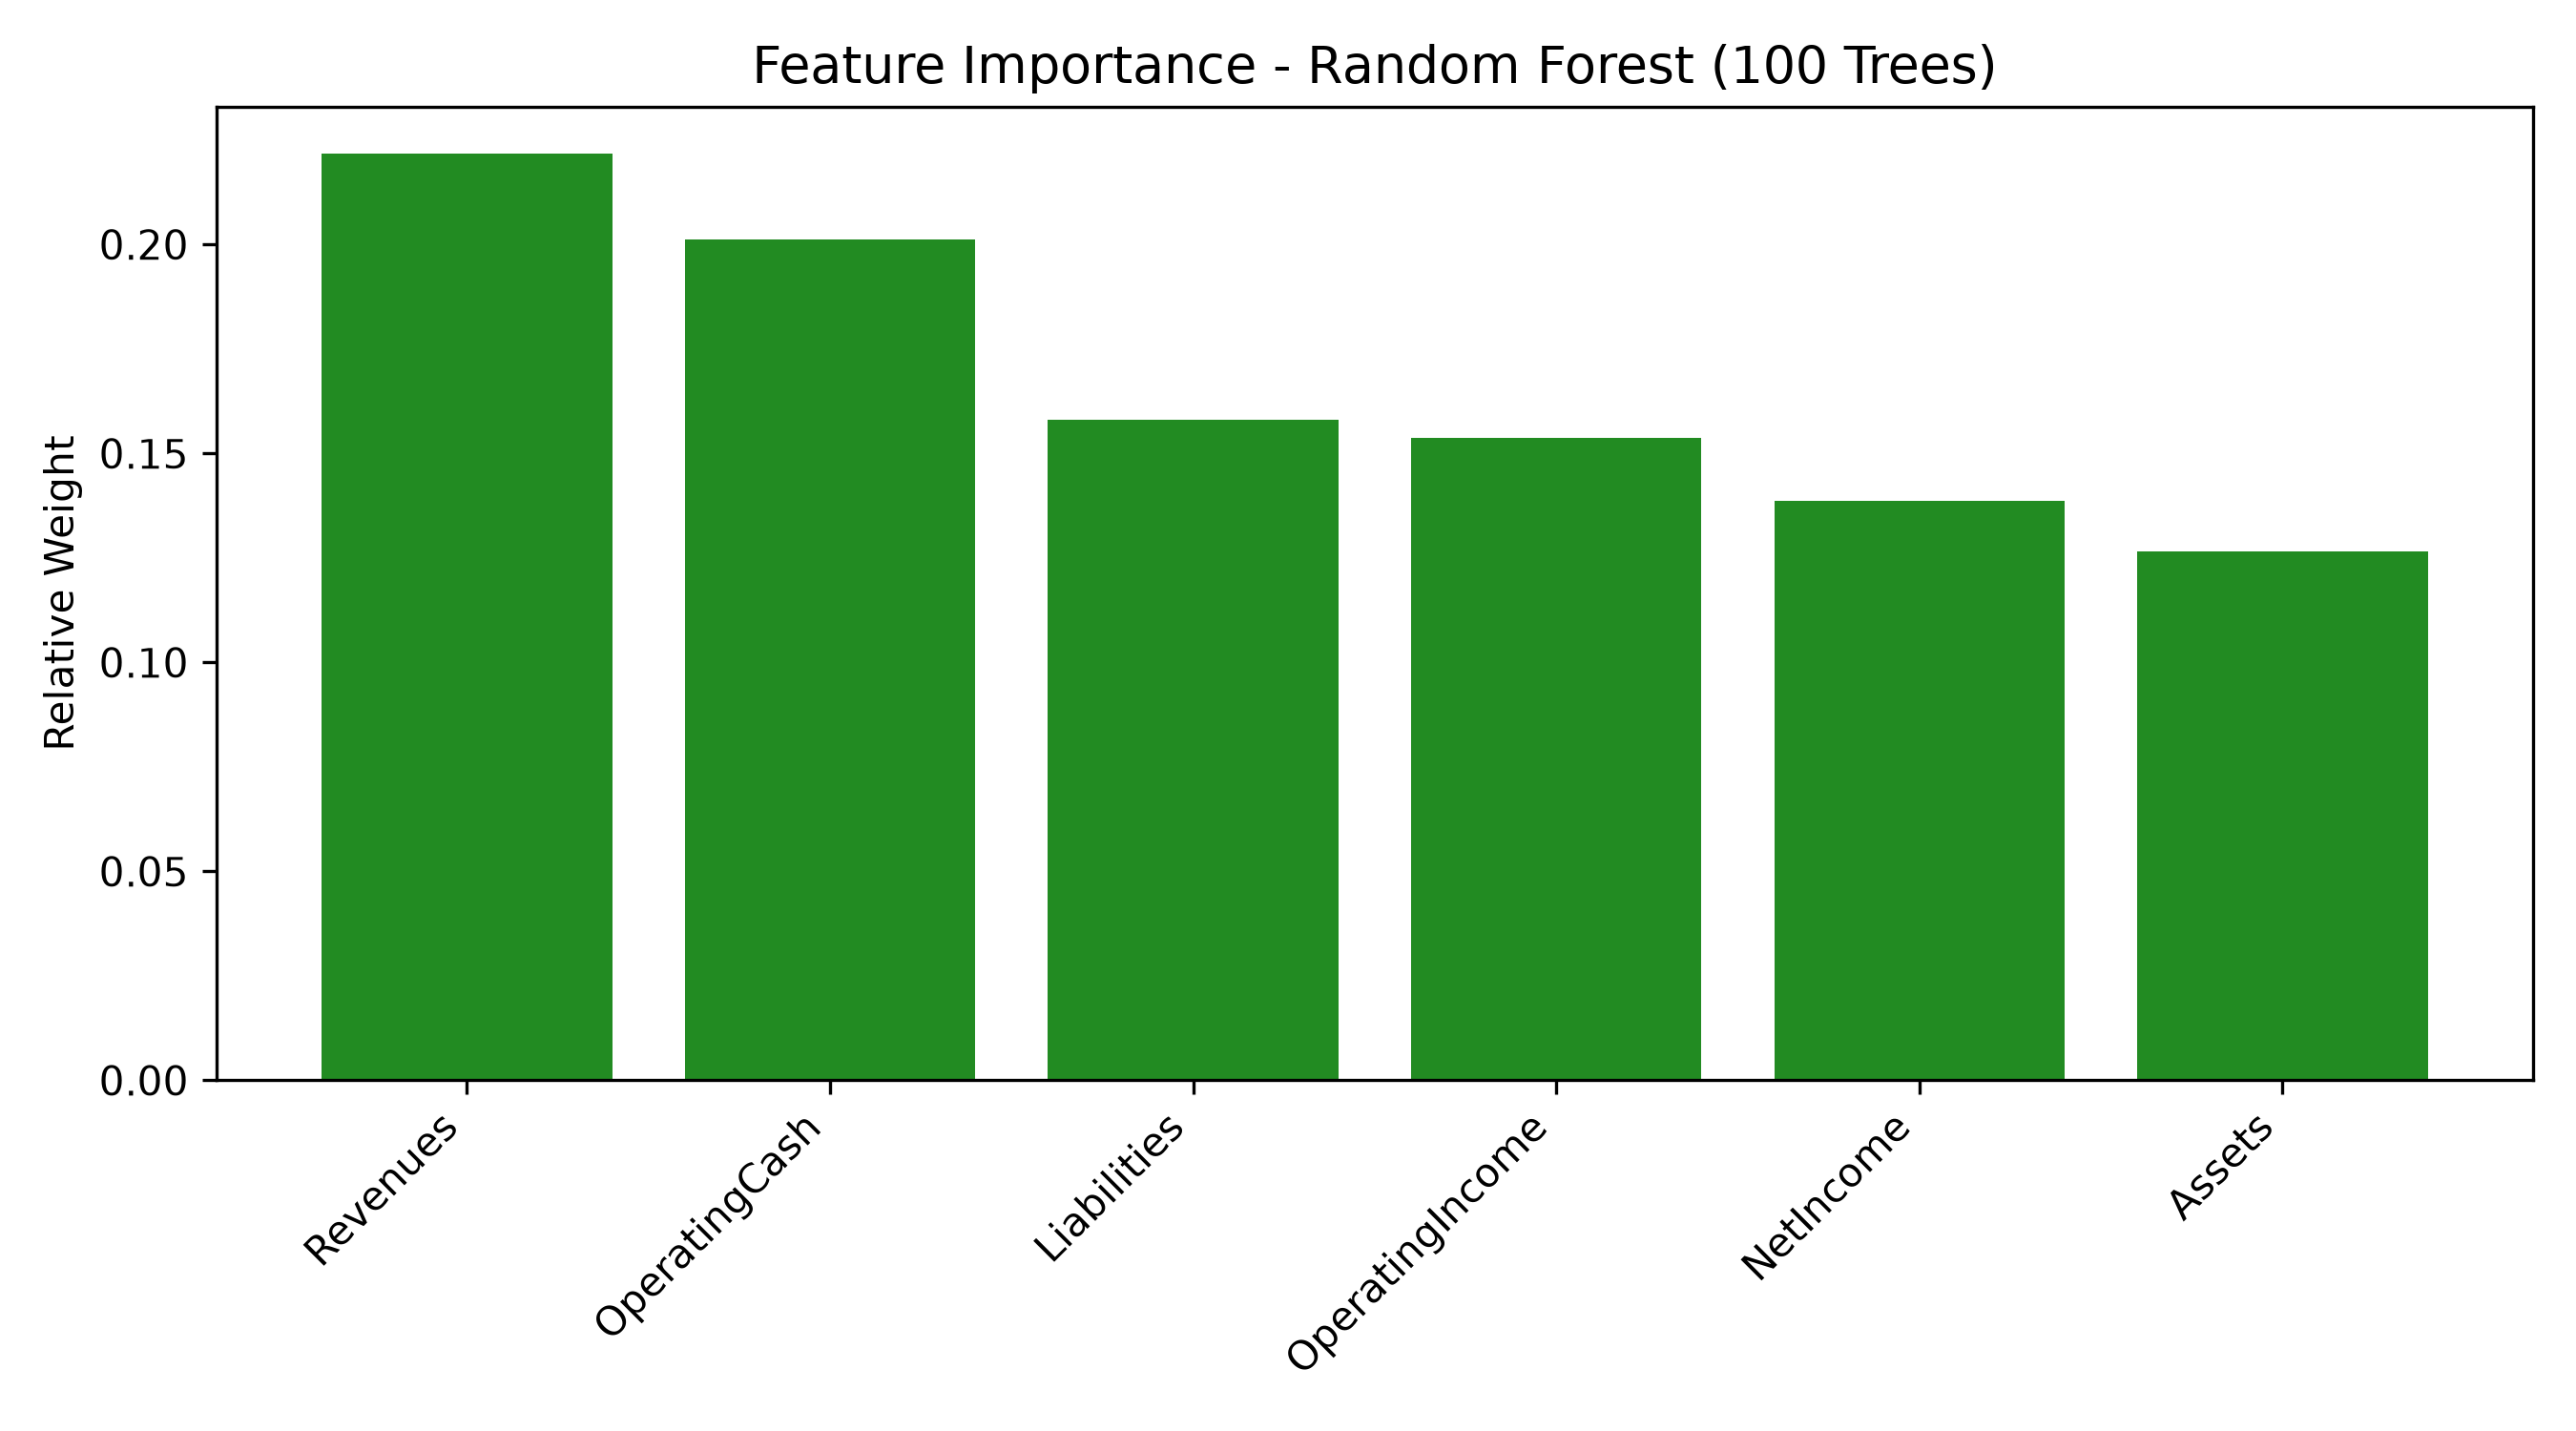 Feature Importance - Random Forest (100 Trees)
Relative Weight
0.20
0.15
0.10
0.05
0.00
Revenues
OperatingCash
Liabilities
OperatingIncome
NetIncome
Assets